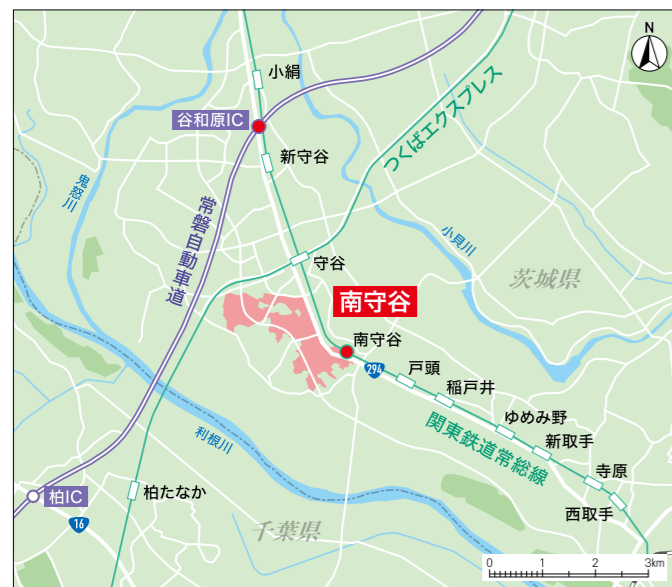 N
小絹
谷和原IC
新守谷
つくばエクスプレス
鬼怒川
常磐自動車道
小貝川
守谷
茨城県
南守谷
南守谷
294
戸頭
稲戸井
ゆめみ野
新取手
関東鉄道常総線
寺原
西取手
利根川
柏たなか
柏IC
16
千葉県
0 1 2 3km